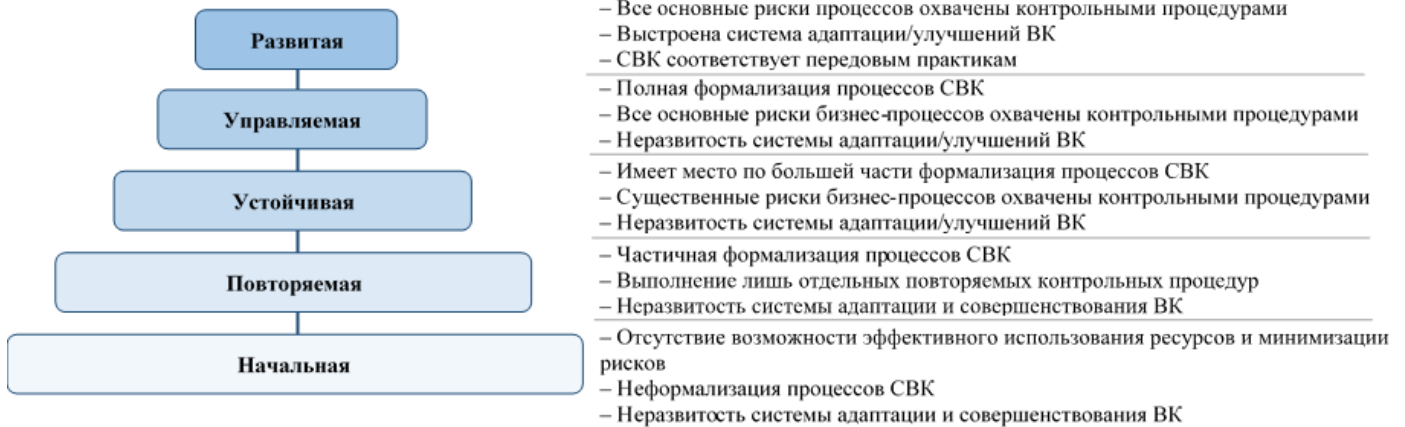 Развитая
– Все основные риски процессов охвачены контрольными процедурами
– Выстроена система адаптации/улучшений ВК
– СВК соответствует передовым практикам
Управляемая
– Полная формализация процессов СВК
– Все основные риски бизнес-процессов охвачены контрольными процедурами
– Неразвитость системы адаптации/улучшений ВК
Устойчивая
– Имеет место по большей части формализация процессов СВК
– Существенные риски бизнес-процессов охвачены контрольными процедурами
– Неразвитость системы адаптации/улучшений ВК
Повторяемая
– Частичная формализация процессов СВК
– Выполнение лишь отдельных повторяемых контрольных процедур
– Неразвитость системы адаптации и совершенствования ВК
Начальная
– Отсутствие возможности эффективного использования ресурсов и минимизации
рисков
– Неформализация процессов СВК
– Неразвитость системы адаптации и совершенствования ВК